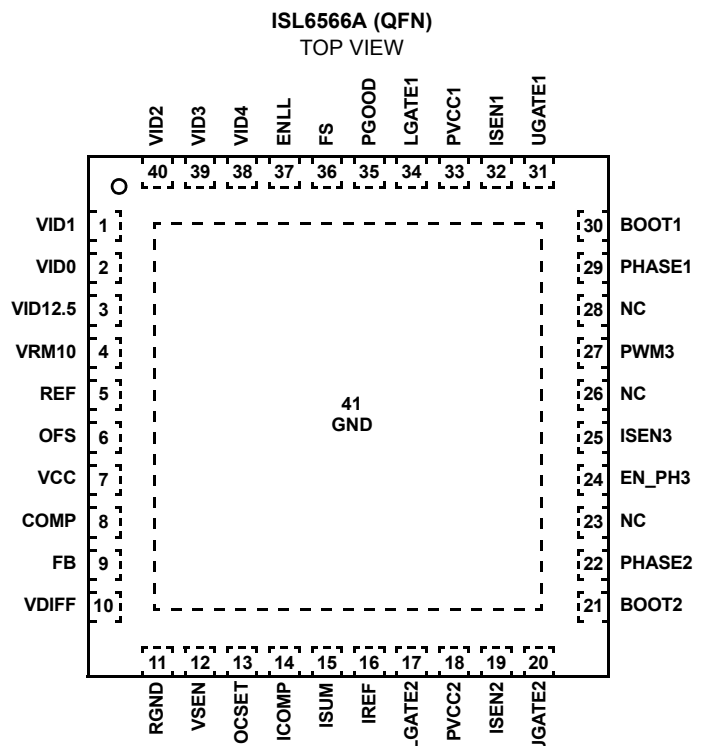 ISL6566A (QFN)
TOP VIEW
VID2
VID3
VID4
ENLL
FS
PGOOD
LGATE1
PVCC1
ISEN1
UGATE1
40
39
38
37
36
35
34
33
32
31
VID1 1
VID0 2
VID12.5 3
VRM10 4
REF 5
OFS 6
VCC 7
COMP 8
FB 9
VDIFF 10
41
GND
30 BOOT1
29 PHASE1
28 NC
27 PWM3
26 NC
25 ISEN3
24 EN_PH3
23 NC
22 PHASE2
21 BOOT2
11
12
13
14
15
16
17
18
19
20
RGND
VSEN
OCSET
ICOMP
ISUM
IREF
LGATE2
PVCC2
ISEN2
UGATE2